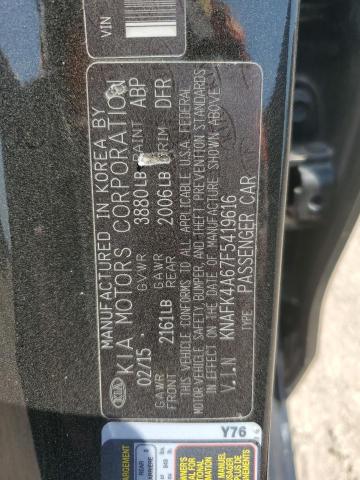 VIN
MANUFACTURED IN KOREA BY
KIA KIA MOTORS CORPORATION
02/15 GVWR 3880LB PAINT ABP
GAWR FRONT 2161LB GAWR REAR 2006LB TRIM DFR
THIS VEHICLE CONFORMS TO ALL APPLICABLE U.S.A. FEDERAL
MOTOR VEHICLE SAFETY, BUMPER, AND THEFT PREVENTION STANDARDS
IN EFFECT ON THE DATE OF MANUFACTURE SHOWN ABOVE
V.I.N KNAFK4A67F5419616
TYPE PASSENGER CAR
Y76